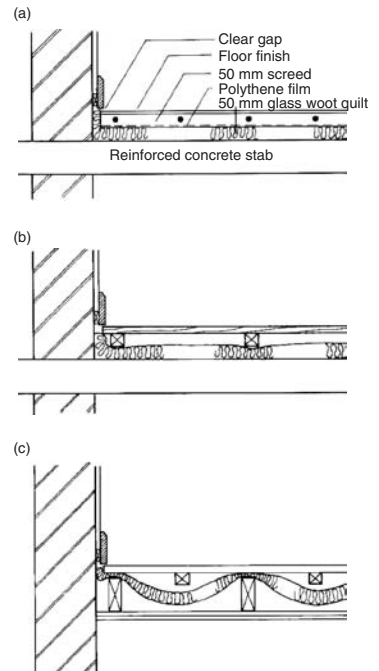 (a)
Clear gap
Floor finish
50 mm screed
Polythene film
50 mm glass woot quilt
Reinforced concrete stab
(b)
(c)